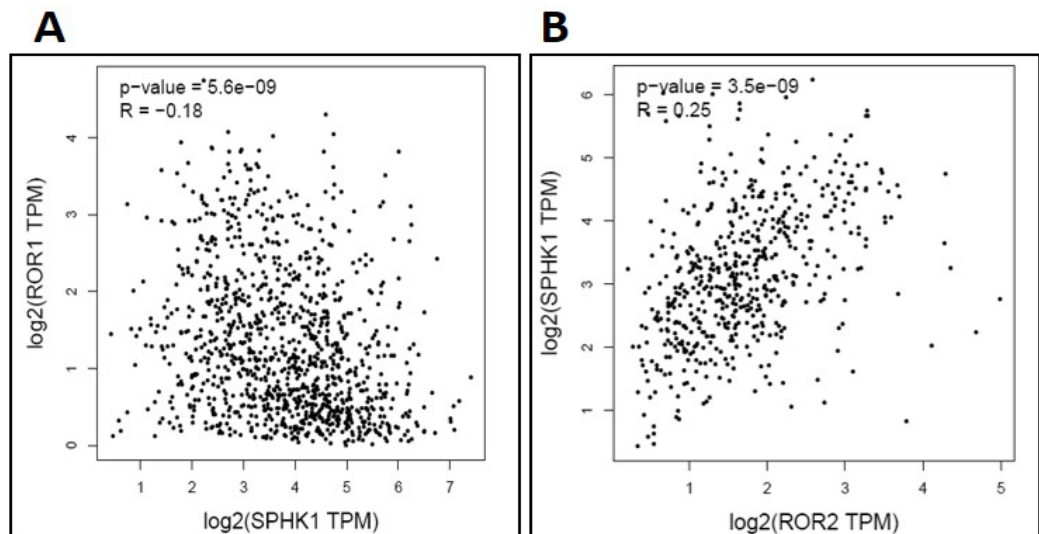 A
p-value = 5.6e-09
R = -0.18
log2(ROR1 TPM)
4
3
2
1
0
1 2 3 4 5 6 7
log2(SPHK1 TPM)
B
p-value = 3.5e-09
R = 0.25
log2(SPHK1 TPM)
6
5
4
3
2
1
1 2 3 4 5
log2(ROR2 TPM)